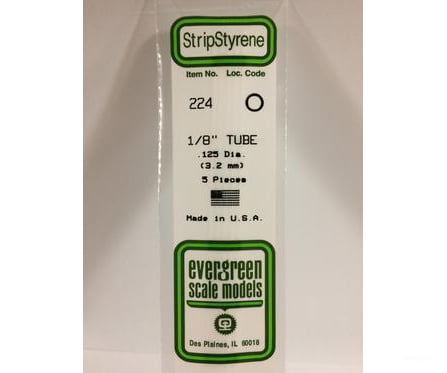 StripStyrene
Item No. Loc. Code
224
1/8" TUBE
.125 Dia.
(3.2 mm)
5 Pieces
Made in U.S.A.
evergreen
scale models
Des Plaines, IL 60018